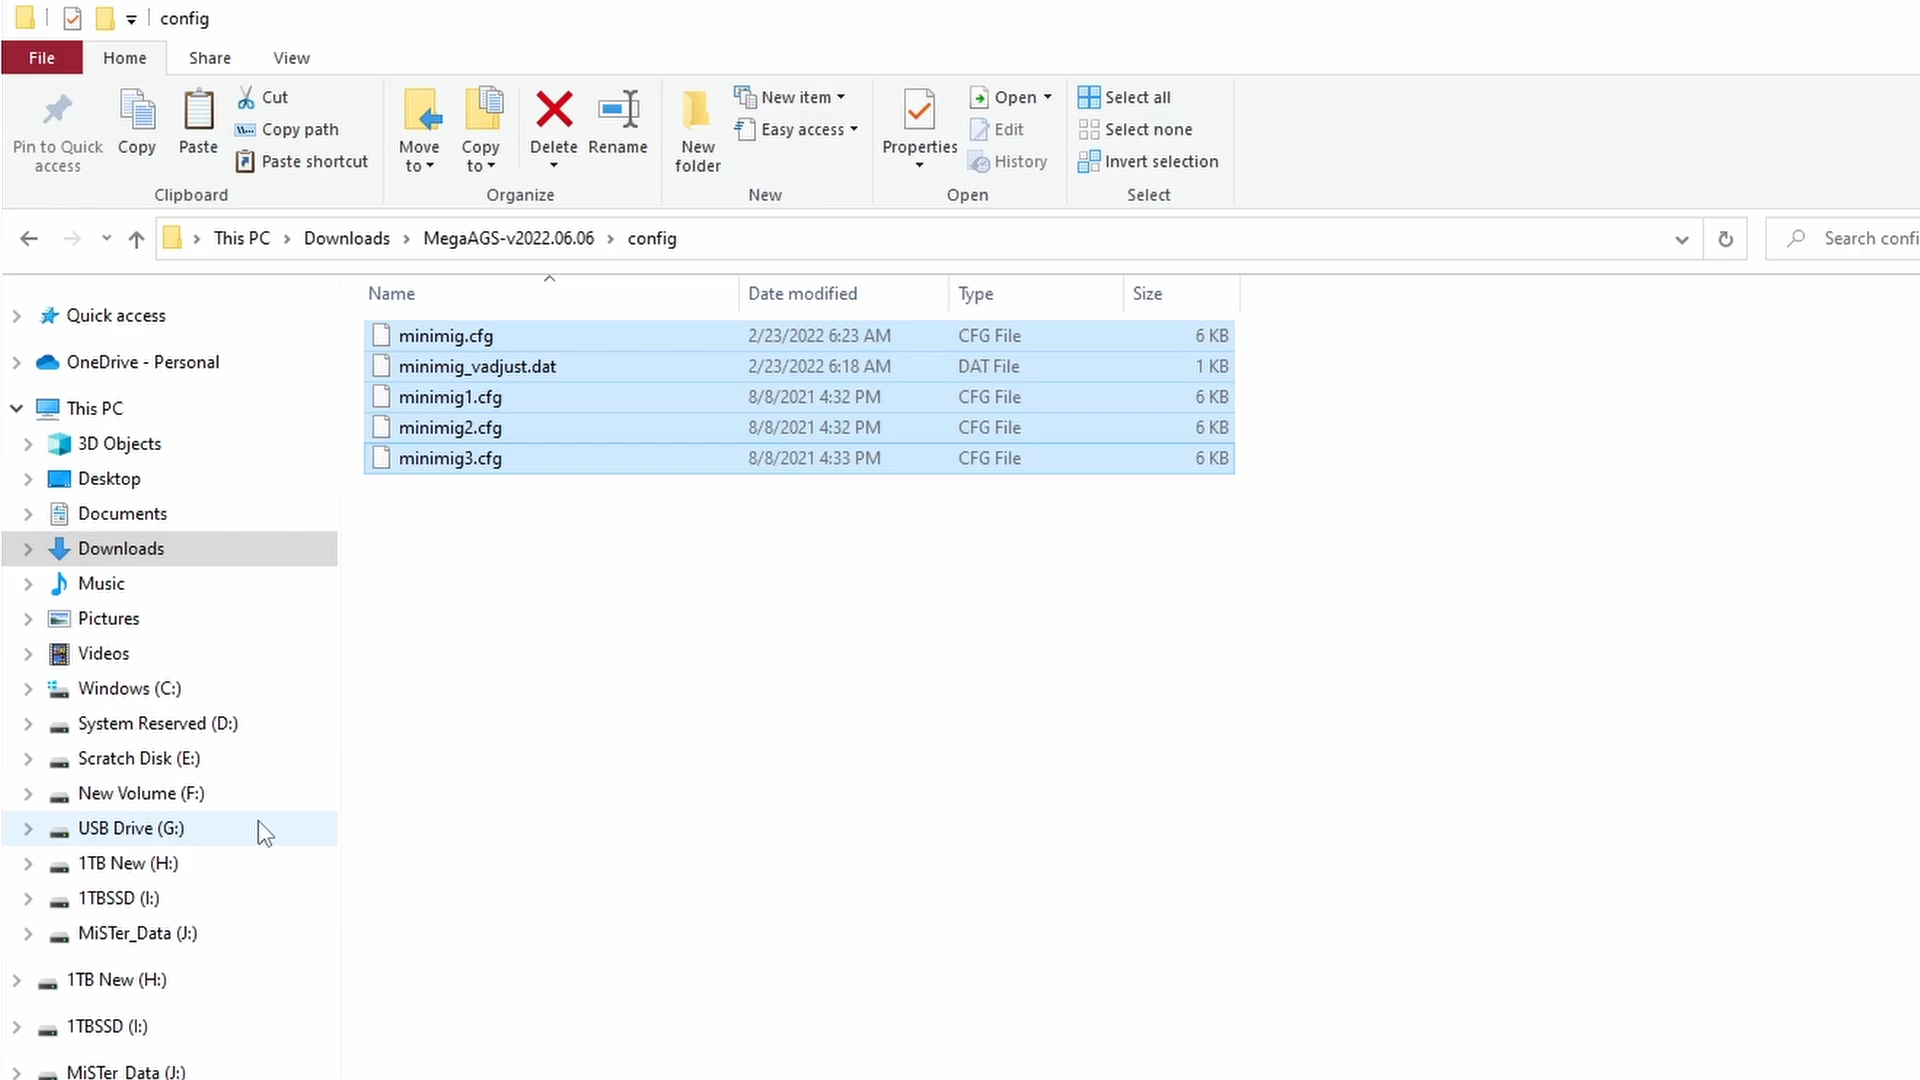 config
File Home Share View
Pin to Quick access
Copy
Paste
Cut
Copy path
Paste shortcut
Clipboard
Move to
Copy to
Delete
Rename
Organize
New folder
New item
Easy access
New
Properties
Open
Edit
History
Open
Select all
Select none
Invert selection
Select
This PC > Downloads > MegaAGS-v2022.06.06 > config
Search confi
Name Date modified Type Size
minimig.cfg 2/23/2022 6:23 AM CFG File 6 KB
minimig_vadjust.dat 2/23/2022 6:18 AM DAT File 1 KB
minimig1.cfg 8/8/2021 4:32 PM CFG File 6 KB
minimig2.cfg 8/8/2021 4:32 PM CFG File 6 KB
minimig3.cfg 8/8/2021 4:33 PM CFG File 6 KB
Quick access
OneDrive - Personal
This PC
3D Objects
Desktop
Documents
Downloads
Music
Pictures
Videos
Windows (C:)
System Reserved (D:)
Scratch Disk (E:)
New Volume (F:)
USB Drive (G:)
1TB New (H:)
1TBSSD (I:)
MiSTer_Data (J:)
1TB New (H:)
1TBSSD (I:)
MiSTer_Data (J:)